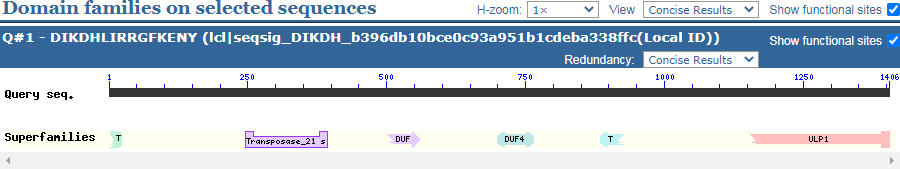 Domain families on selected sequences H-zoom: 1× View Concise Results Show functional sites
Q#1 - DIKDHLIRRGFKENY (lcl|seqsig_DIKDH_b396db10bce0c93a951b1cdeba338ffc(Local ID)) Show functional sites
Redundancy: Concise Results
1 250 500 750 1000 1250 1406
Query seq.
Superfamilies T Transposase_21 s DUF DUF4 T ULP1